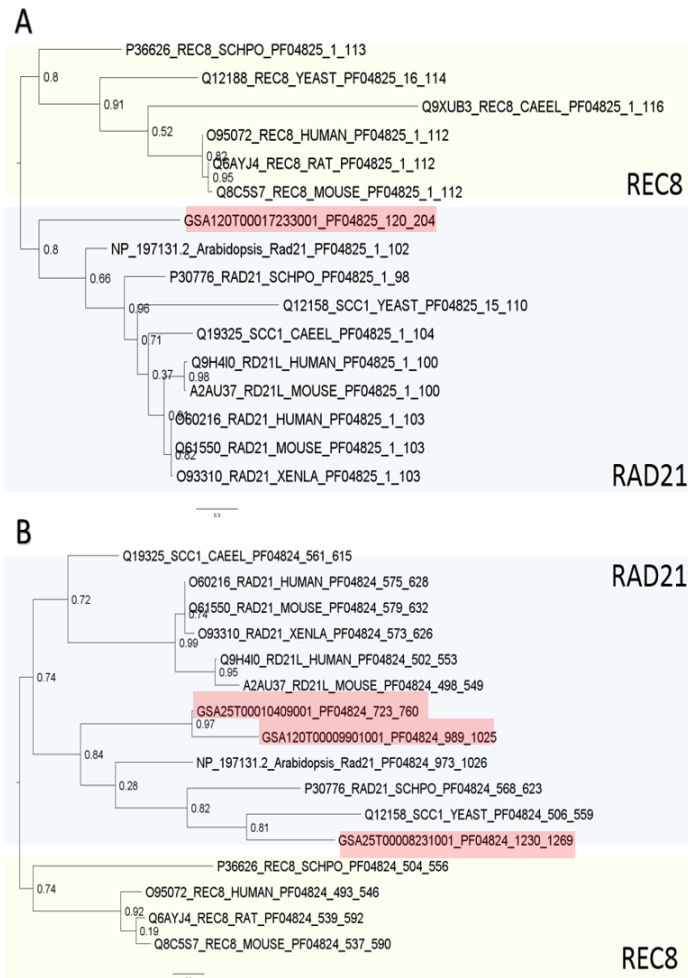 A
P36626_REC8_SCHPO_PF04825_1_113
0.8
Q12188_REC8_YEAST_PF04825_16_114
0.91
Q9XUB3_REC8_CAEEL_PF04825_1_116
0.52
O95072_REC8_HUMAN_PF04825_1_112
0.82
Q6AYJ4_REC8_RAT_PF04825_1_112
0.95
Q8C5S7_REC8_MOUSE_PF04825_1_112
REC8
GSA120T00017233001_PF04825_120_204
0.8
NP_197131.2_Arabidopsis_Rad21_PF04825_1_102
0.66
P30776_RAD21_SCHPO_PF04825_1_98
0.96
Q12158_SCC1_YEAST_PF04825_15_110
Q19325_SCC1_CAEEL_PF04825_1_104
0.71
Q9H4I0_RD21L_HUMAN_PF04825_1_100
0.37
0.98
A2AU37_RD21L_MOUSE_PF04825_1_100
O60216_RAD21_HUMAN_PF04825_1_103
Q61550_RAD21_MOUSE_PF04825_1_103
0.82
O93310_RAD21_XENLA_PF04825_1_103
RAD21
B
Q19325_SCC1_CAEEL_PF04824_561_615
RAD21
O60216_RAD21_HUMAN_PF04824_575_628
0.72
Q61550_RAD21_MOUSE_PF04824_579_632
0.74
O93310_RAD21_XENLA_PF04824_573_626
0.99
Q9H4I0_RD21L_HUMAN_PF04824_502_553
0.95
0.74
A2AU37_RD21L_MOUSE_PF04824_498_549
GSA25T00010409001_PF04824_723_760
0.97
GSA120T00009901001_PF04824_989_1025
0.84
NP_197131.2_Arabidopsis_Rad21_PF04824_973_1026
0.28
P30776_RAD21_SCHPO_PF04824_568_623
0.82
Q12158_SCC1_YEAST_PF04824_506_559
0.81
GSA25T00008231001_PF04824_1230_1269
P36626_REC8_SCHPO_PF04824_504_556
0.74
O95072_REC8_HUMAN_PF04824_493_546
0.92
Q6AYJ4_REC8_RAT_PF04824_539_592
0.19
Q8C5S7_REC8_MOUSE_PF04824_537_590
REC8